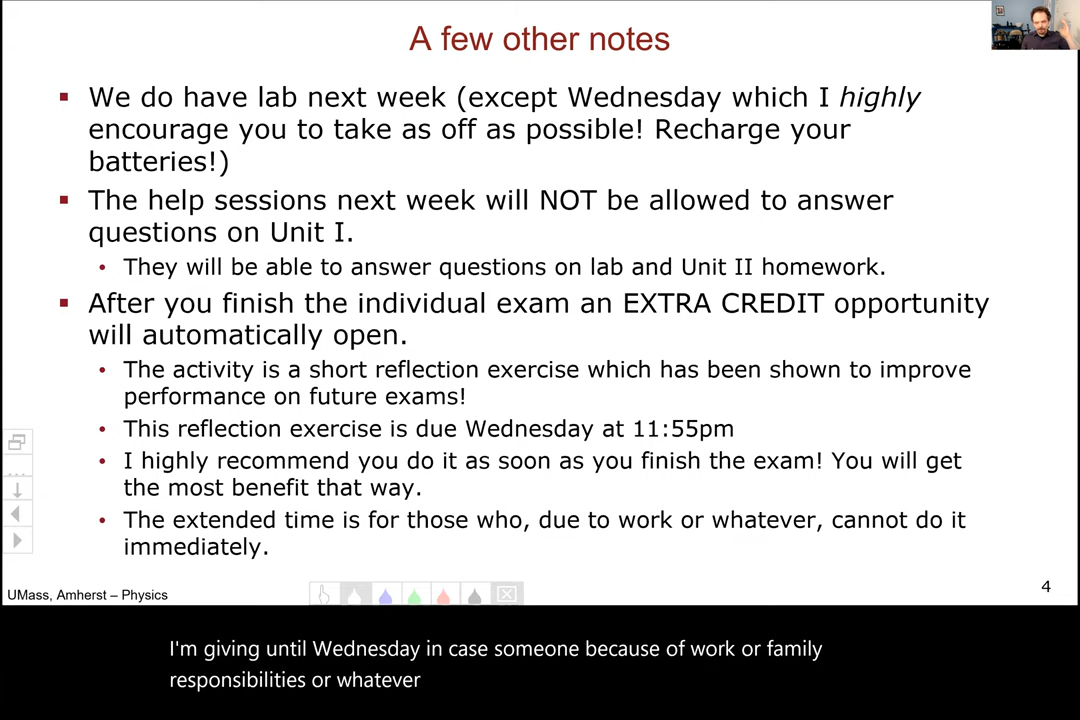 A few other notes
▪ We do have lab next week (except Wednesday which I highly
encourage you to take as off as possible! Recharge your
batteries!)
▪ The help sessions next week will NOT be allowed to answer
questions on Unit I.
• They will be able to answer questions on lab and Unit II homework.
▪ After you finish the individual exam an EXTRA CREDIT opportunity
will automatically open.
• The activity is a short reflection exercise which has been shown to improve
performance on future exams!
• This reflection exercise is due Wednesday at 11:55pm
• I highly recommend you do it as soon as you finish the exam! You will get
the most benefit that way.
• The extended time is for those who, due to work or whatever, cannot do it
immediately.
UMass, Amherst – Physics
4
I'm giving until Wednesday in case someone because of work or family
responsibilities or whatever